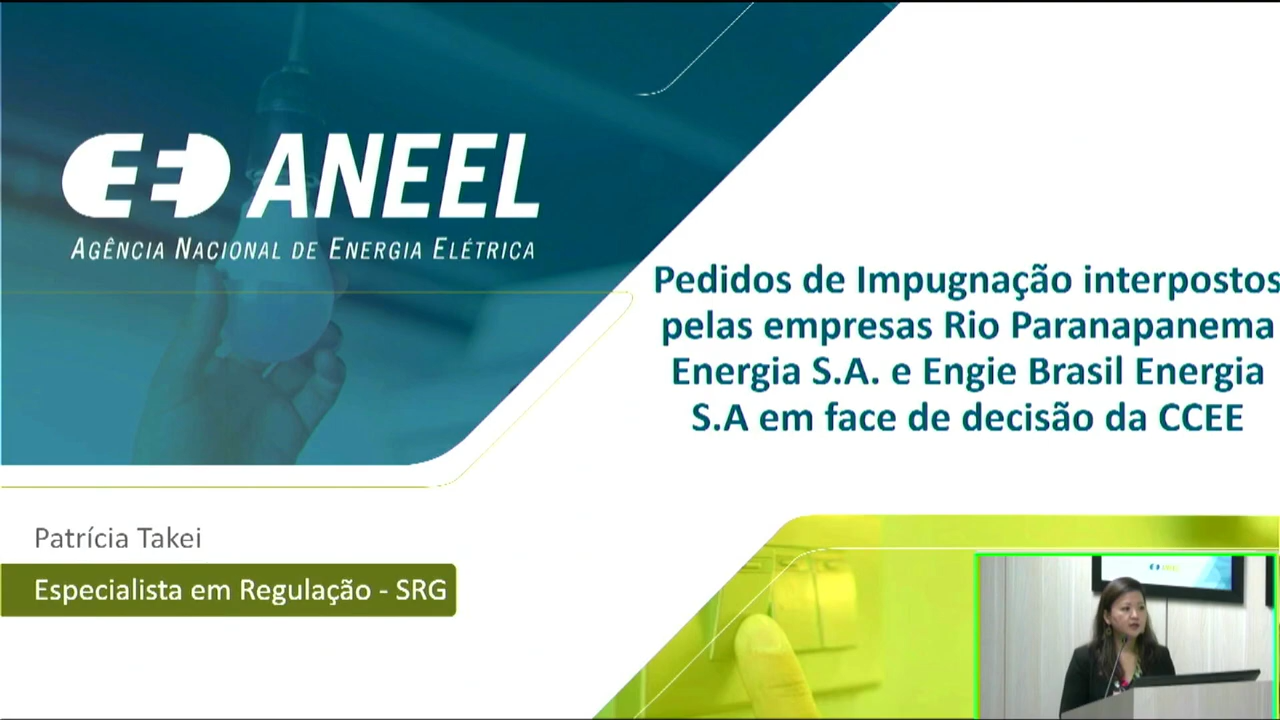 ANEEL
AGÊNCIA NACIONAL DE ENERGIA ELÉTRICA
Pedidos de Impugnação interpostos
pelas empresas Rio Paranapanema
Energia S.A. e Engie Brasil Energia
S.A em face de decisão da CCEE
Patrícia Takei
Especialista em Regulação - SRG
ANEEL